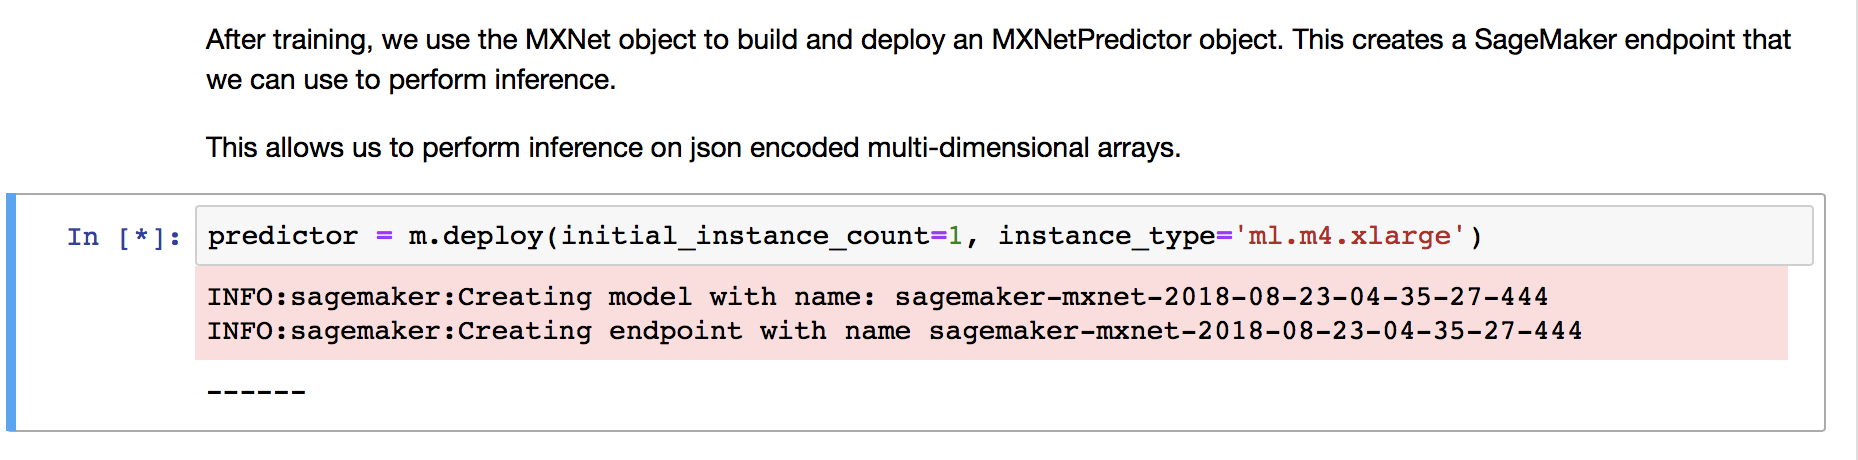 After training, we use the MXNet object to build and deploy an MXNetPredictor object. This creates a SageMaker endpoint that
we can use to perform inference.
This allows us to perform inference on json encoded multi-dimensional arrays.
In [*]: predictor = m.deploy(initial_instance_count=1, instance_type='ml.m4.xlarge')
INFO:sagemaker:Creating model with name: sagemaker-mxnet-2018-08-23-04-35-27-444
INFO:sagemaker:Creating endpoint with name sagemaker-mxnet-2018-08-23-04-35-27-444
------